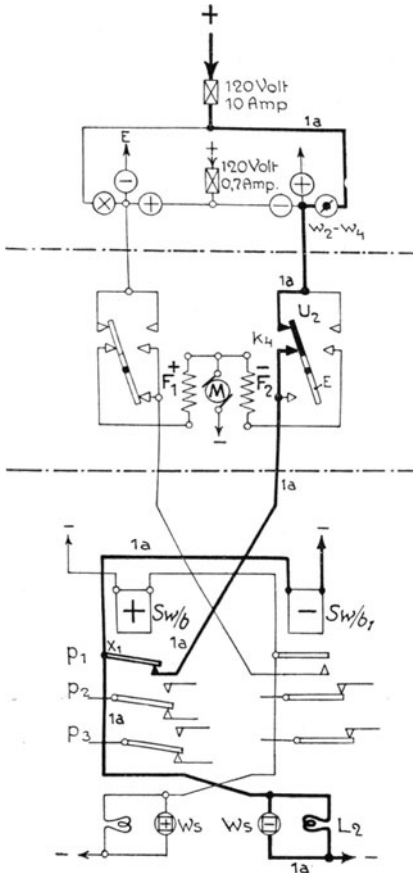 +
120 Volt
10 Amp
1a
E
+
120 Volt
0,7 Amp.
− + − +
w₂-w₄
1a
U₂
k₄
+ −
F₁ M F₂
E
−
1a
− −
1a
+ Sw/b − Sw/b₁
1a
p₁ x₁
p₂
1a
p₃
+ Ws Ws − L₂
− 1a −